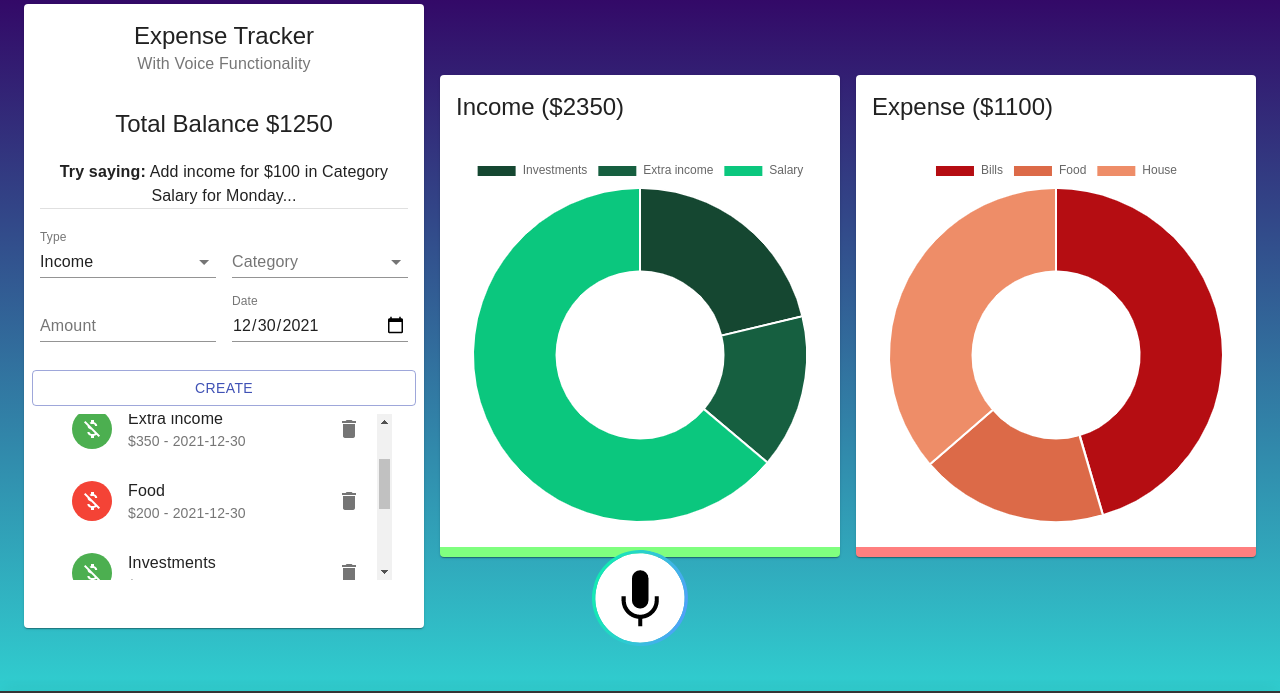 Expense Tracker
With Voice Functionality
Total Balance $1250
Try saying: Add income for $100 in Category
Salary for Monday...
Type
Income
Category
Amount
Date
12/30/2021
CREATE
Extra income
$350 - 2021-12-30
Food
$200 - 2021-12-30
Investments
Income ($2350)
Investments Extra income Salary
Expense ($1100)
Bills Food House